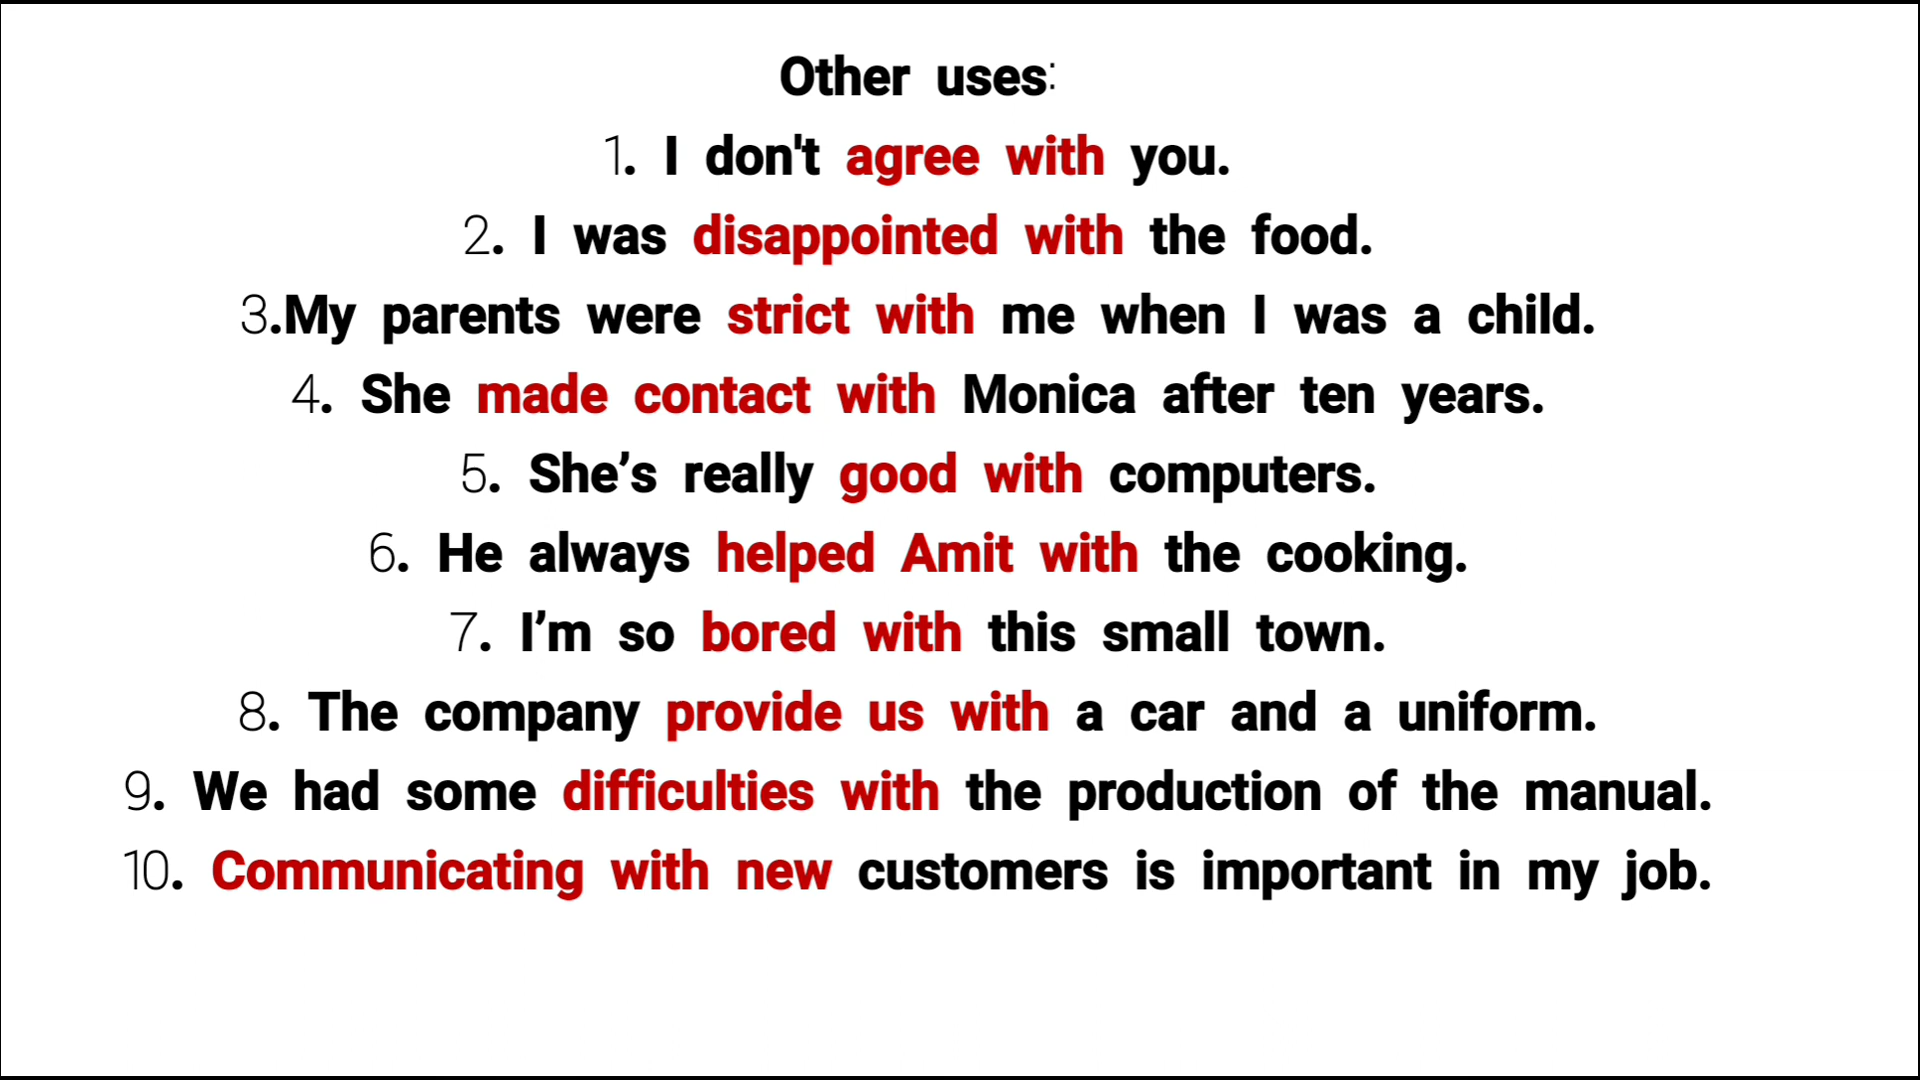 Other uses:
1. I don't agree with you.
2. I was disappointed with the food.
3.My parents were strict with me when I was a child.
4. She made contact with Monica after ten years.
5. She’s really good with computers.
6. He always helped Amit with the cooking.
7. I’m so bored with this small town.
8. The company provide us with a car and a uniform.
9. We had some difficulties with the production of the manual.
10. Communicating with new customers is important in my job.